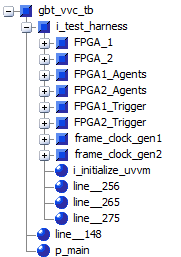 gbt_vvc_tb
i_test_harness
FPGA_1
FPGA_2
FPGA1_Agents
FPGA2_Agents
FPGA1_Trigger
FPGA2_Trigger
frame_clock_gen1
frame_clock_gen2
i_initialize_uvvm
line__256
line__265
line__275
line__148
p_main